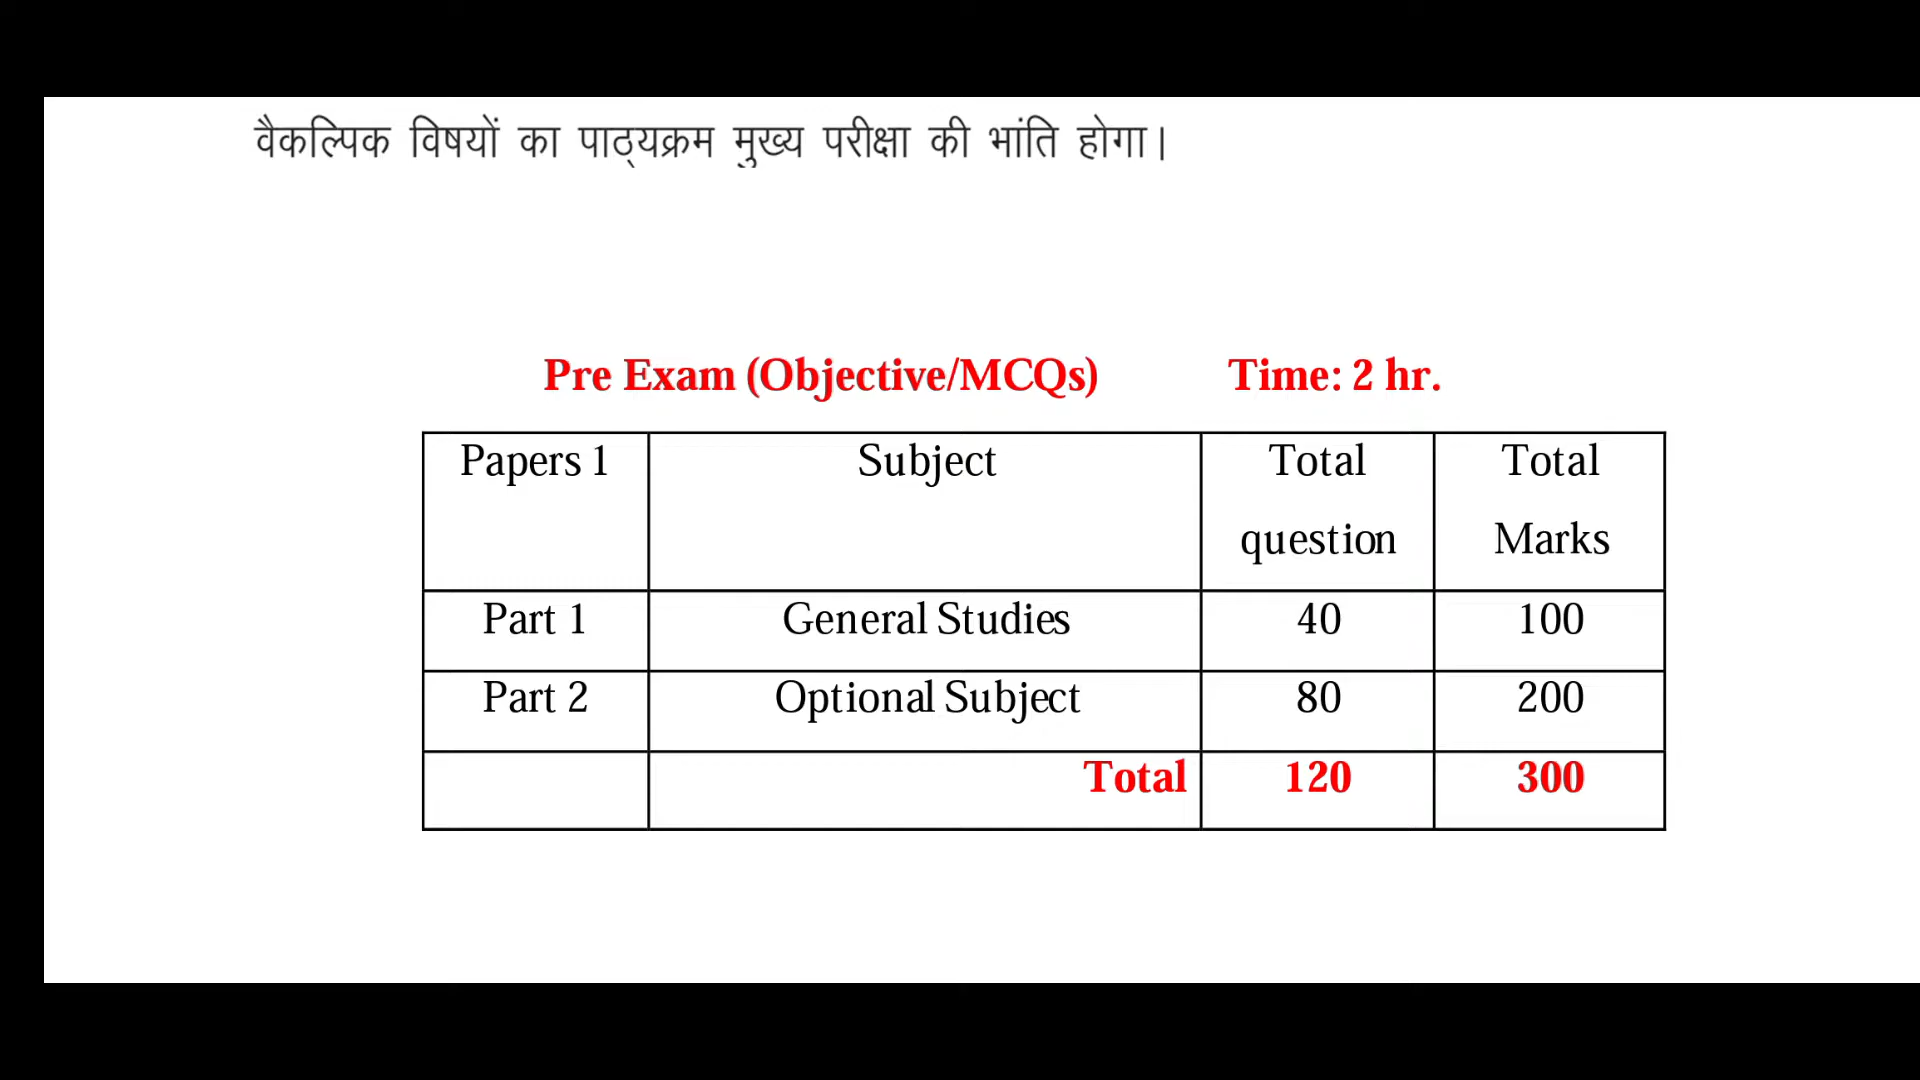 वैकल्पिक विषयों का पाठ्यक्रम मुख्य परीक्षा की भांति होगा।
Pre Exam (Objective/MCQs) Time: 2 hr.
Papers 1 Subject Total question Total Marks
Part 1 General Studies 40 100
Part 2 Optional Subject 80 200
Total 120 300